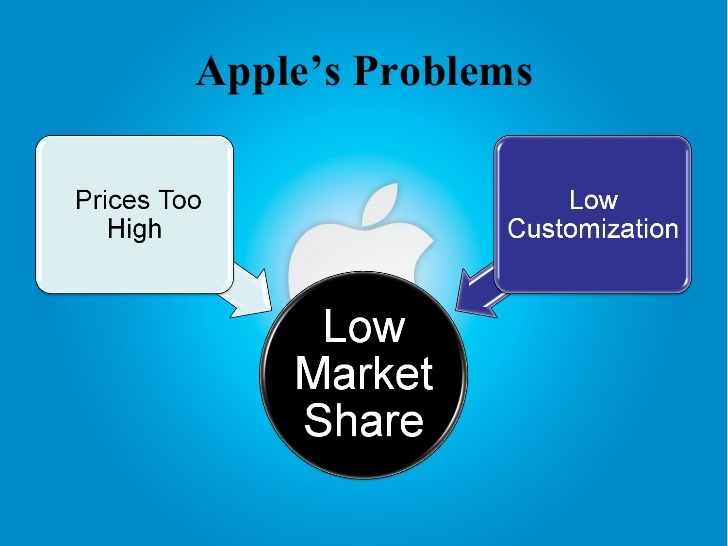 Apple’s Problems
Prices Too
High
Low
Customization
Low
Market
Share